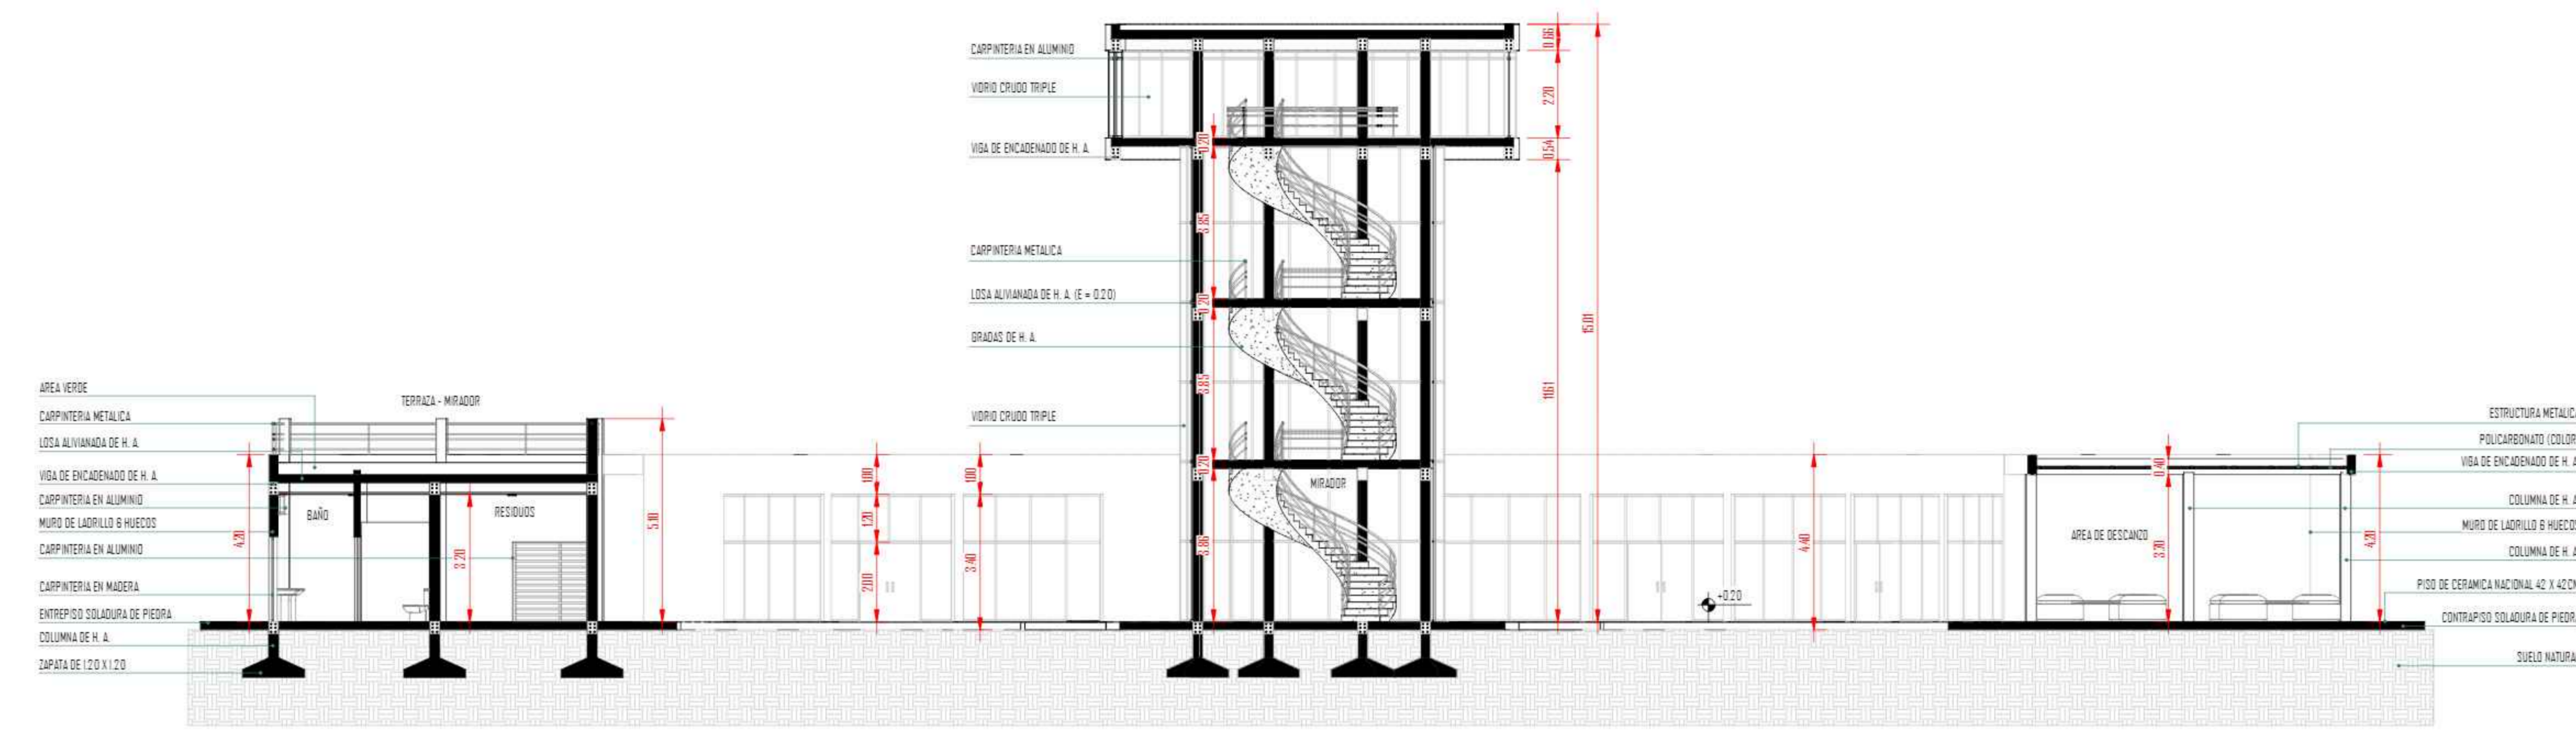 CARPINTERIA EN ALUMINIO
VIDRIO CRUDO TRIPLE
VIGA DE ENCADENADO DE H. A.
CARPINTERIA METALICA
LOSA ALIVIANADA DE H. A. (E = 0.20)
GRADAS DE H. A.
VIDRIO CRUDO TRIPLE
0.66
2.20
0.54
15.01
11.61
0.20
3.85
0.20
3.85
0.20
3.86
MIRADOR
AREA VERDE
CARPINTERIA METALICA
LOSA ALIVIANADA DE H. A.
VIGA DE ENCADENADO DE H. A.
CARPINTERIA EN ALUMINIO
MURO DE LADRILLO 6 HUECOS
CARPINTERIA EN ALUMINIO
CARPINTERIA EN MADERA
ENTREPISO SOLADURA DE PIEDRA
COLUMNA DE H. A.
ZAPATA DE 1.20 X 1.20
TERRAZA - MIRADOR
BAÑO
RESIDUOS
4.20
3.20
5.10
1.00
1.20
2.00
1.00
3.40
+0.20
4.40
AREA DE DESCANZO
0.40
3.70
4.20
ESTRUCTURA METALICA
POLICARBONATO (COLOR
VIGA DE ENCADENADO DE H. A
COLUMNA DE H. A
MURO DE LADRILLO 6 HUECOS
COLUMNA DE H. A
PISO DE CERAMICA NACIONAL 42 X 42CM
CONTRAPISO SOLADURA DE PIEDRA
SUELO NATURA